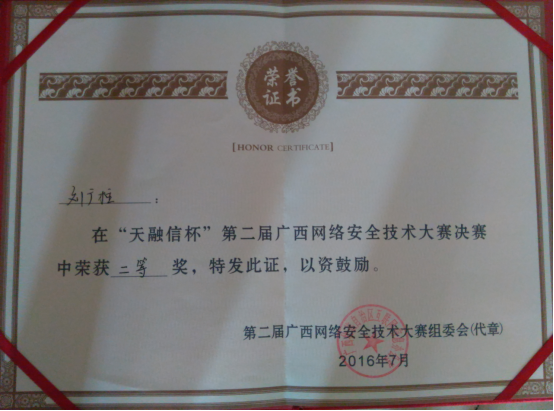 荣誉
证书
[HONOR CERTIFICATE]
刘广柱：
在“天融信杯”第二届广西网络安全技术大赛决赛
中荣获 三等 奖，特发此证，以资鼓励。
第二届广西网络安全技术大赛组委会(代章)
2016年7月